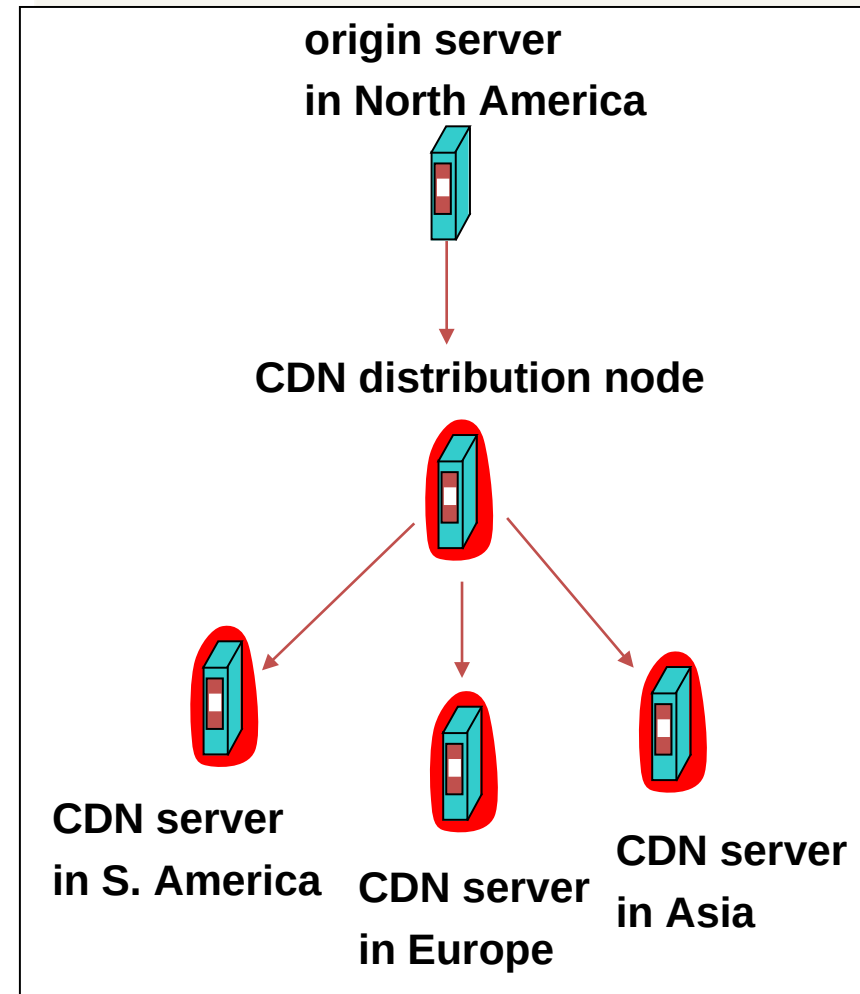 origin server
in North America
CDN distribution node
CDN server
in S. America
CDN server
in Europe
CDN server
in Asia